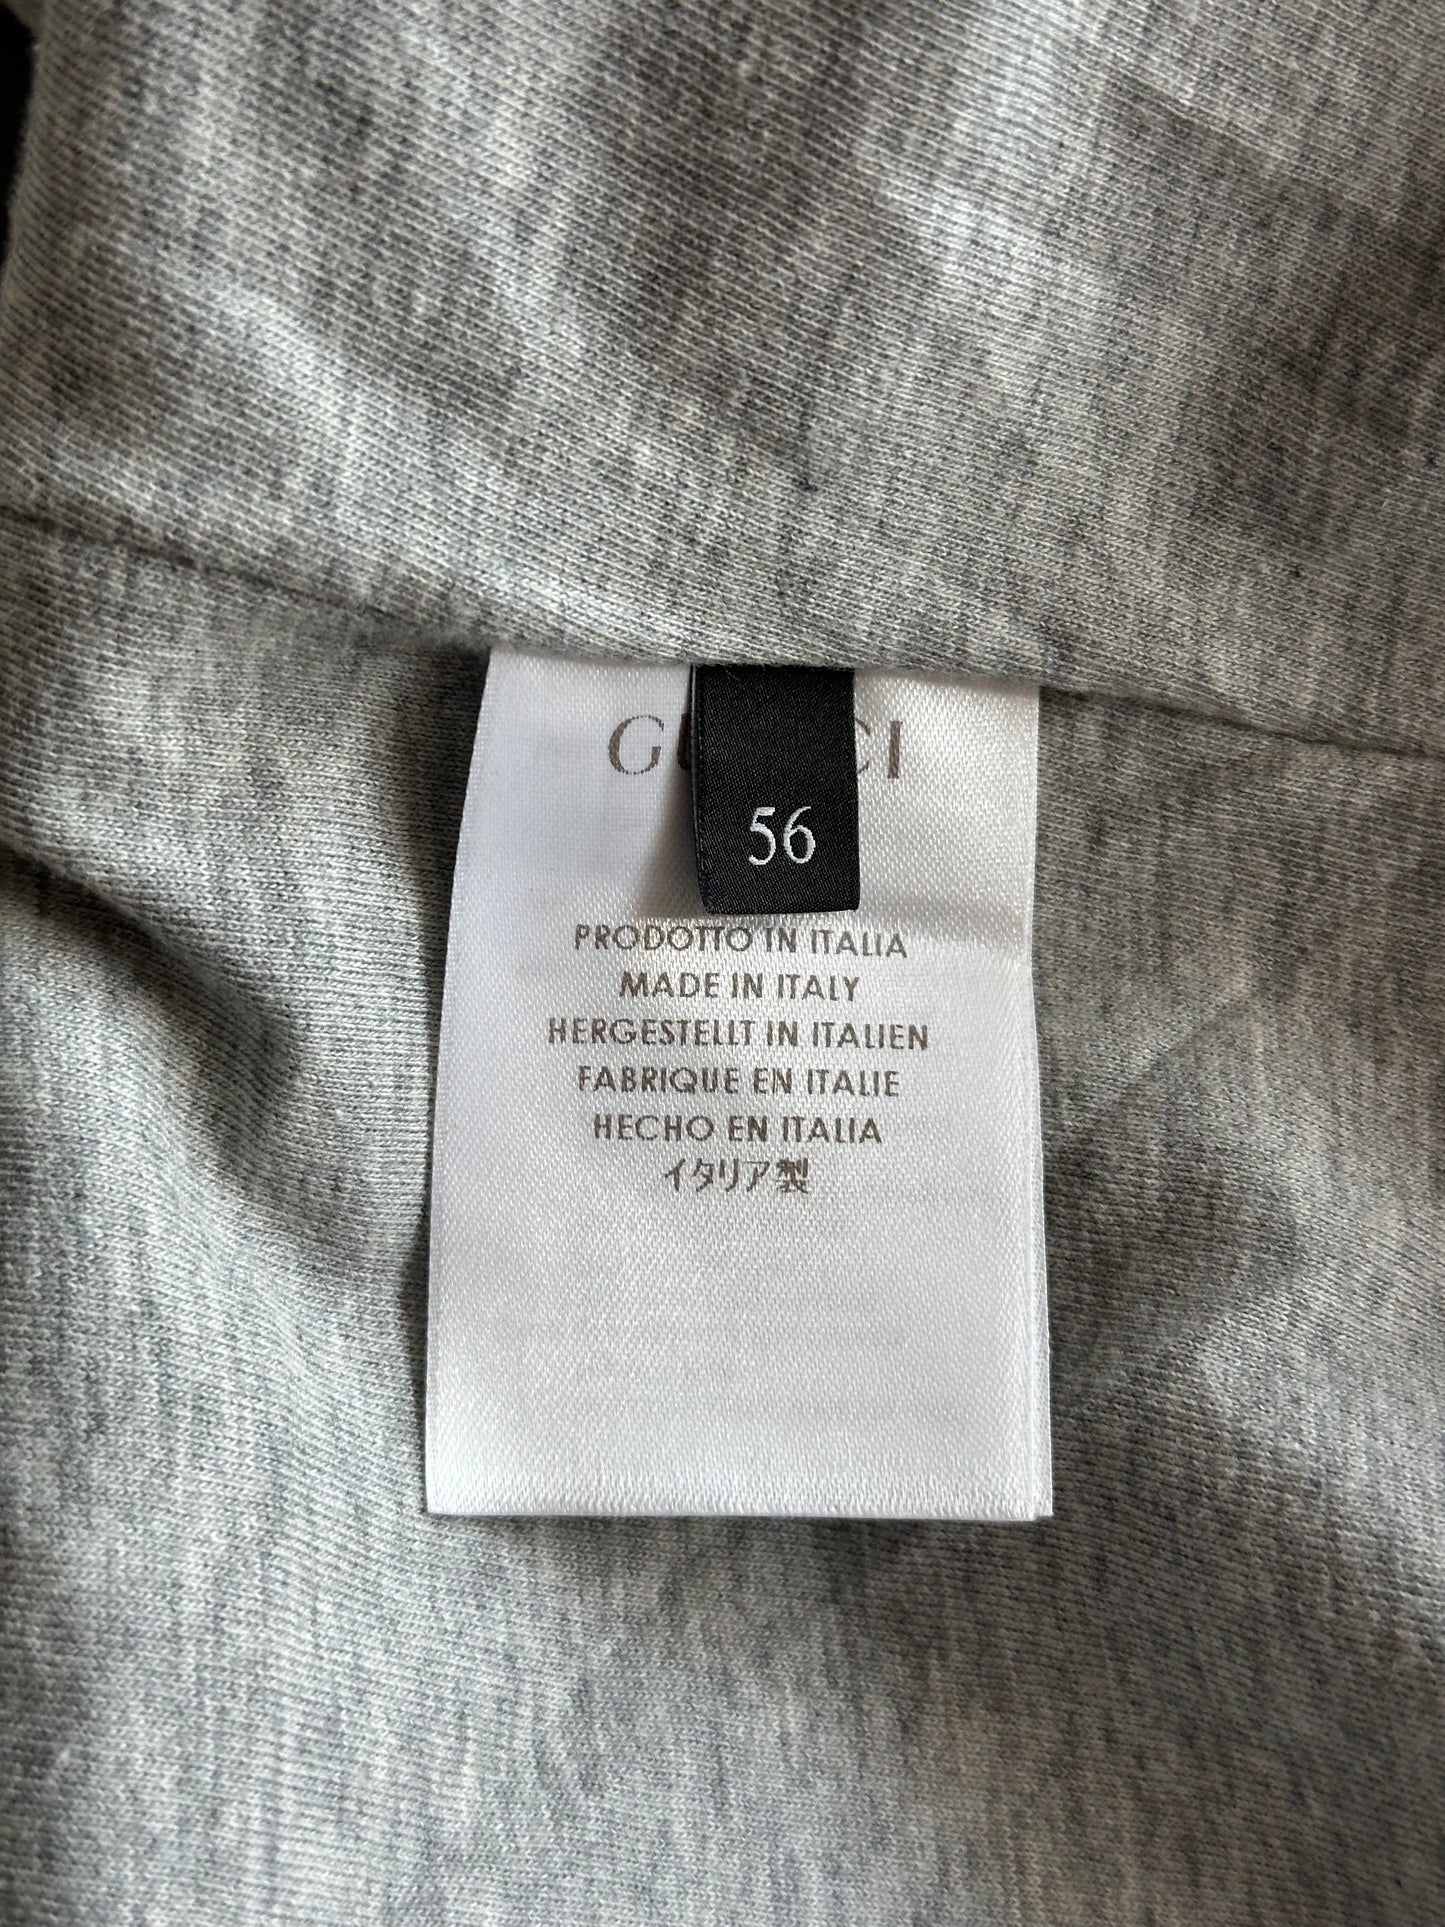 GUCCI
56
PRODOTTO IN ITALIA
MADE IN ITALY
HERGESTELLT IN ITALIEN
FABRIQUE EN ITALIE
HECHO EN ITALIA
イタリア製